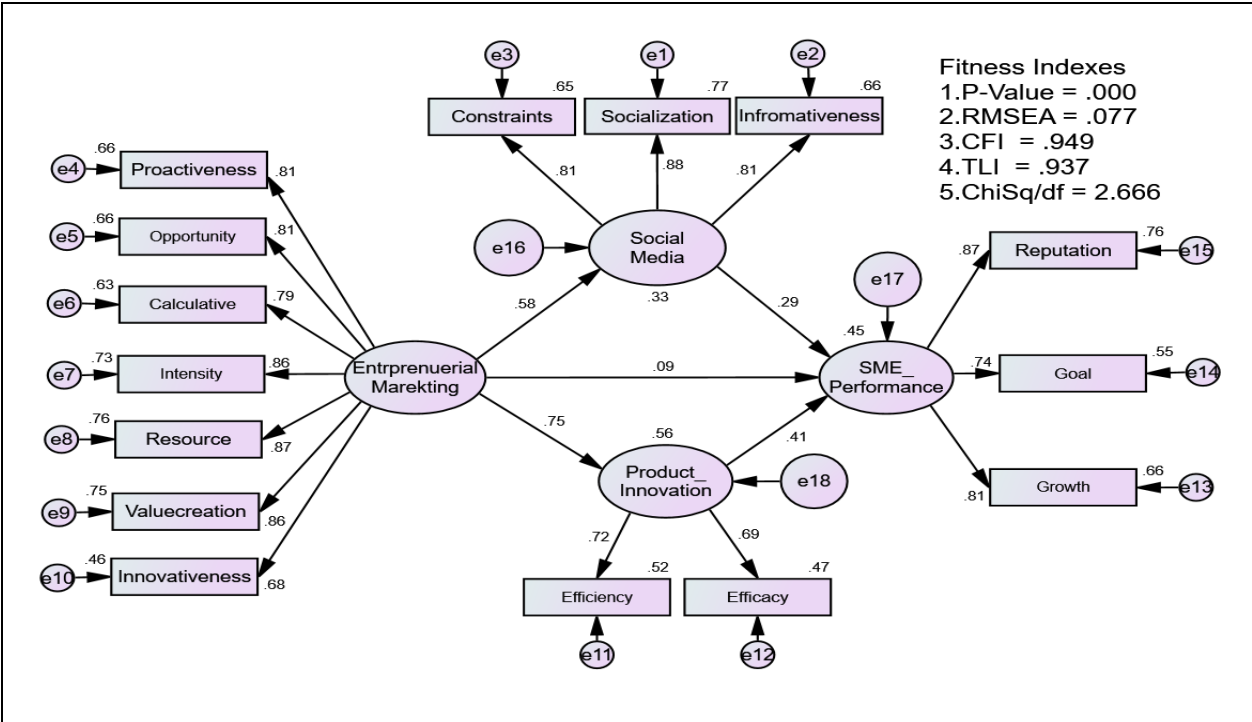 e3
e1
e2
.65
.77
.66
Constraints
Socialization
Infromativeness
Fitness Indexes
1.P-Value = .000
2.RMSEA = .077
3.CFI = .949
4.TLI = .937
5.ChiSq/df = 2.666
.81
.88
.81
e4
.66
Proactiveness
.81
e5
.66
Opportunity
.81
e6
.63
Calculative
.79
e7
.73
Intensity
.86
e8
.76
Resource
.87
e9
.75
Valuecreation
.86
e10
.46
Innovativeness
.68
Entrprenuerial
Marekting
e16
Social
Media
.33
.58
.29
.09
.75
.41
e17
.45
SME_
Performance
.87
Reputation
.76
e15
.74
Goal
.55
e14
.81
Growth
.66
e13
.56
Product_
Innovation
e18
.72
.69
.52
Efficiency
.47
Efficacy
e11
e12